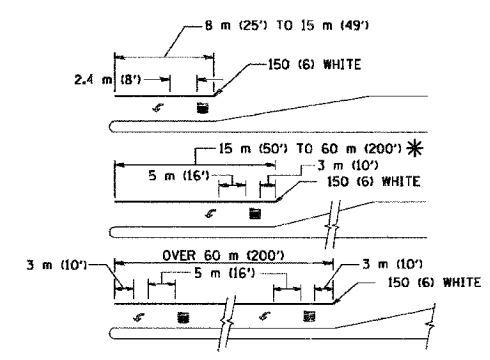 8 m (25') TO 15 m (49')
150 (6) WHITE
2.4 m (8')
15 m (50') TO 60 m (200') *
3 m (10')
5 m (16')
150 (6) WHITE
OVER 60 m (200')
3 m (10')
5 m (16')
3 m (10')
150 (6) WHITE